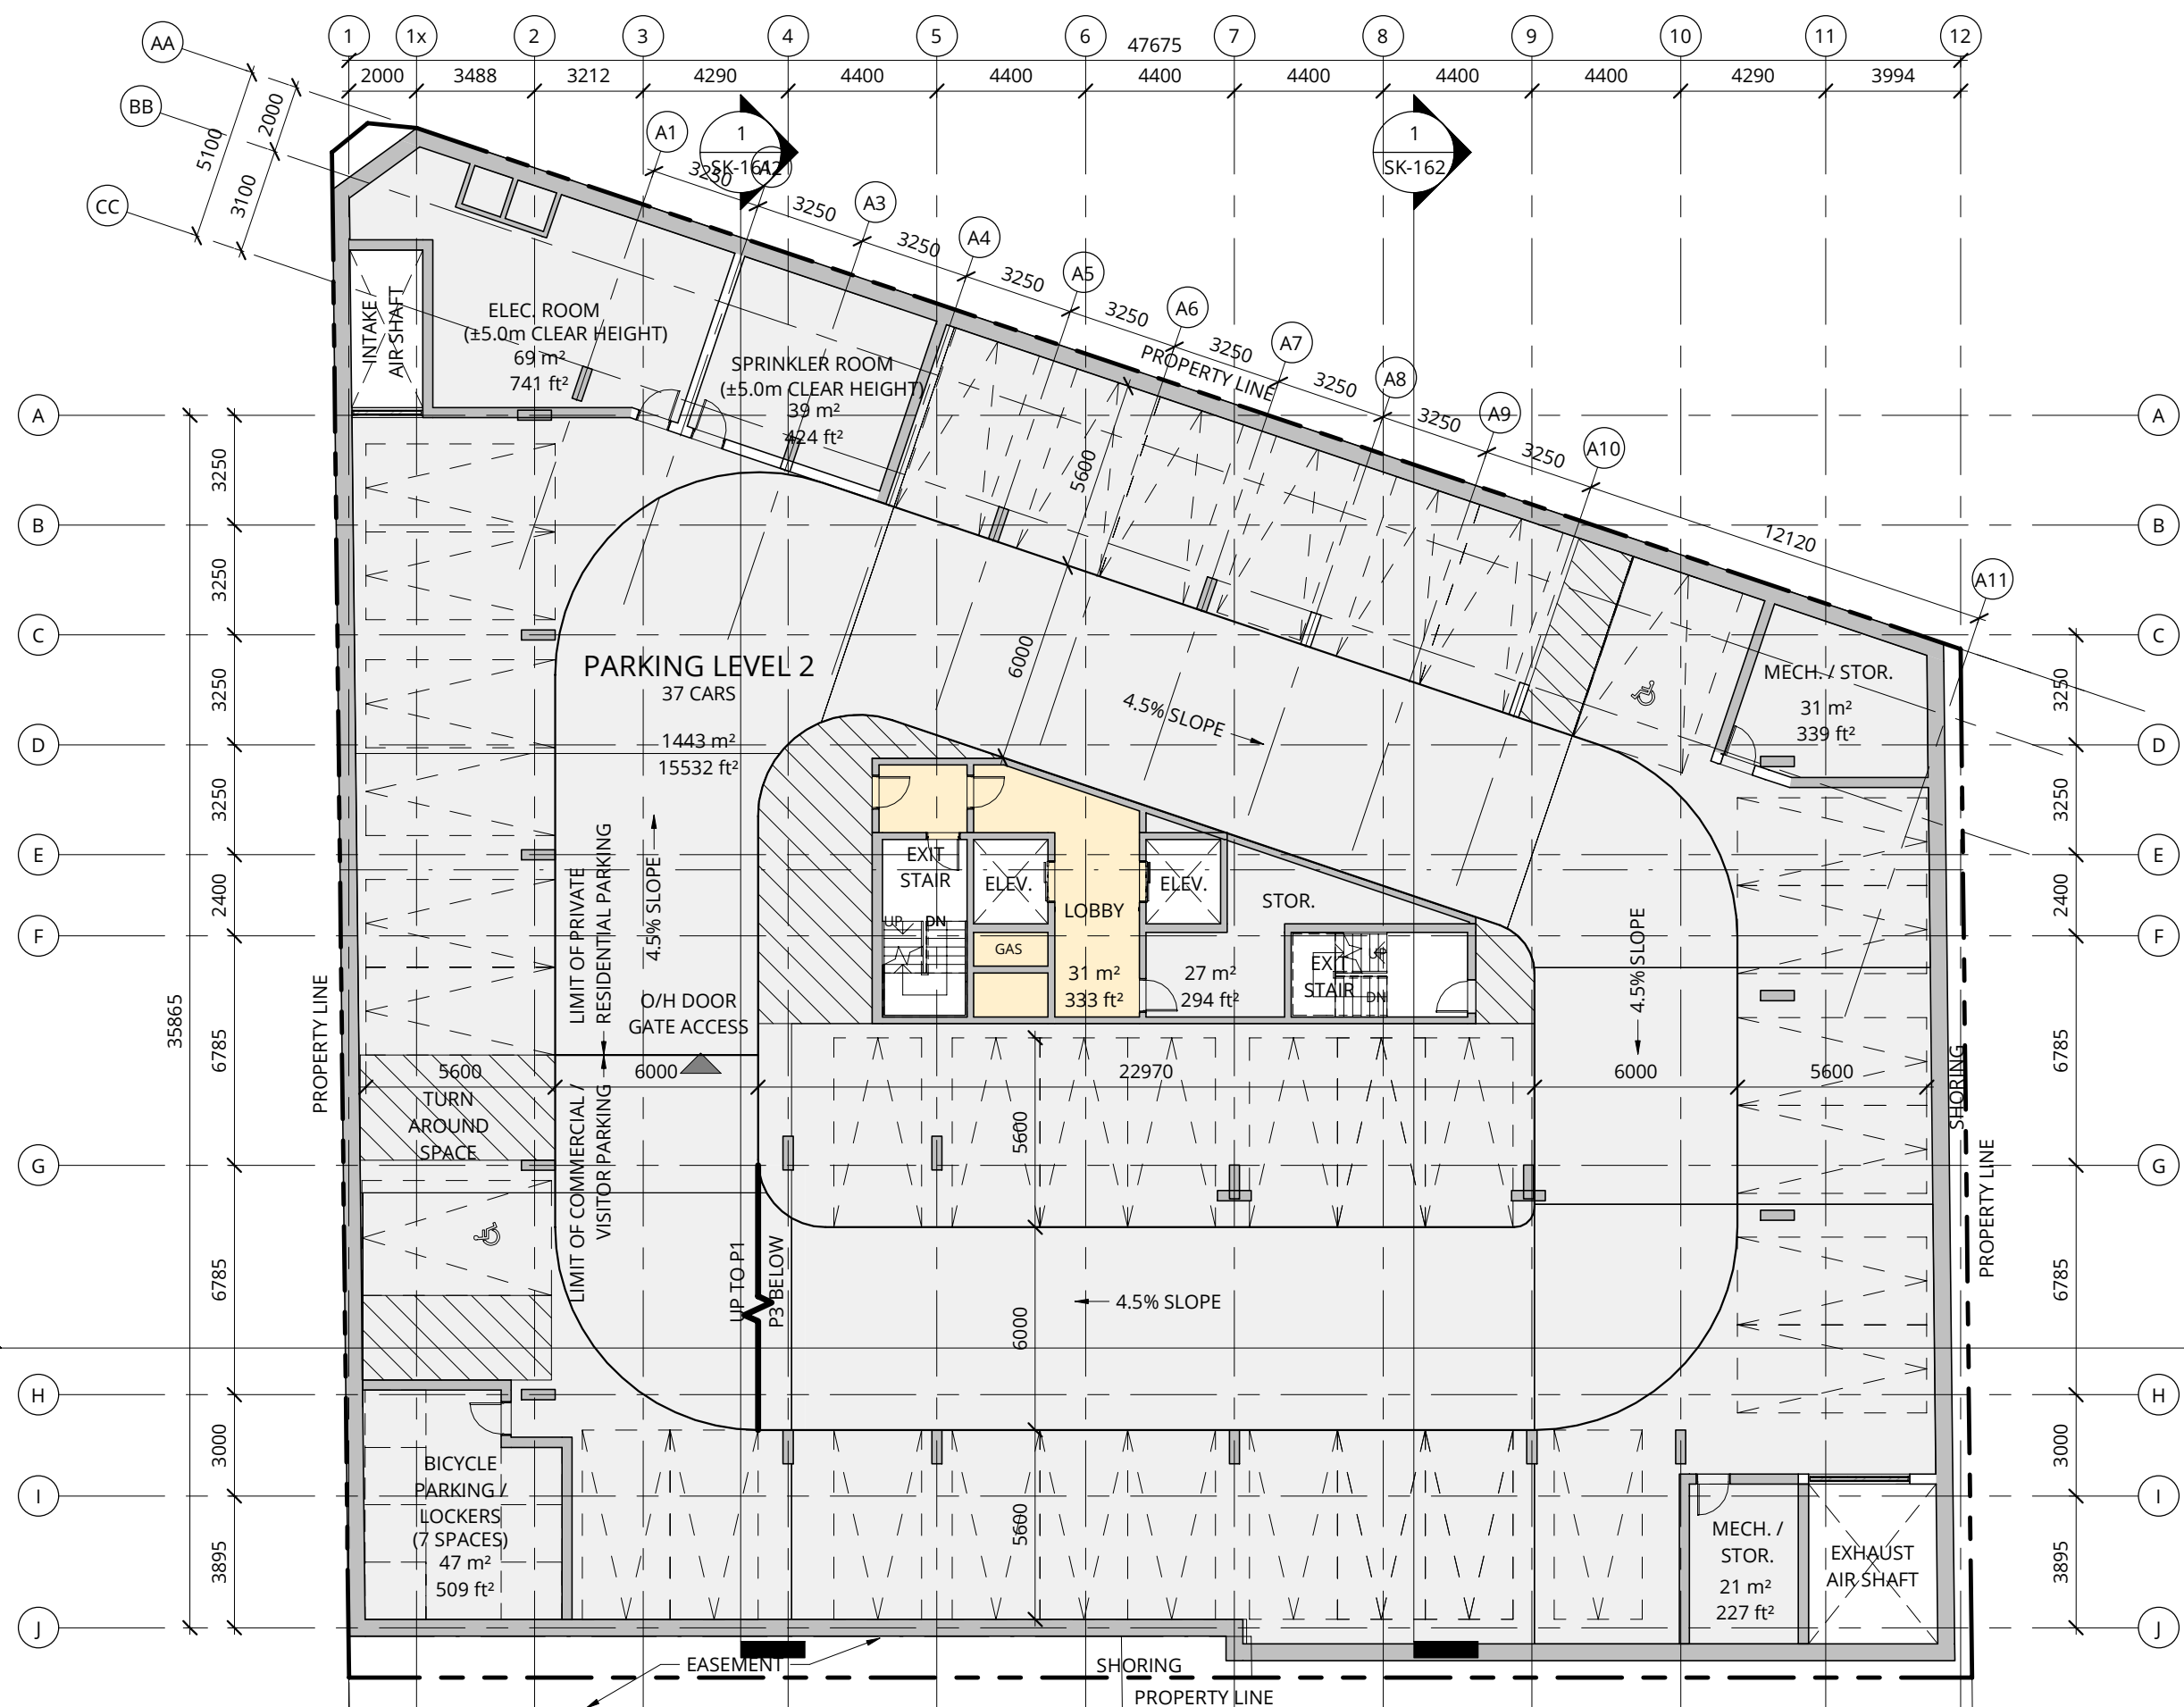 1
1x
2
3
4
5
6
7
8
9
10
11
12
47675
2000
3488
3212
4290
4400
4400
4400
4400
4400
4400
4290
3994
AA
BB
CC
5100
2000
3100
A1
A2
A3
A4
A5
A6
A7
A8
A9
A10
A11
3250
3250
3250
3250
3250
3250
3250
3250
3250
12120
1
SK-161
1
SK-162
PROPERTY LINE
INTAKE
AIR SHAFT
ELEC. ROOM
(±5.0m CLEAR HEIGHT)
69 m²
741 ft²
SPRINKLER ROOM
(±5.0m CLEAR HEIGHT)
39 m²
424 ft²
A
B
C
D
E
F
G
H
I
J
3250
3250
3250
3250
2400
6785
6785
3000
3895
35865
A
B
C
D
E
F
G
H
I
J
3250
3250
2400
6785
6785
3000
3895
5600
6000
PARKING LEVEL 2
37 CARS
1443 m²
15532 ft²
4.5% SLOPE
MECH. / STOR.
31 m²
339 ft²
4.5% SLOPE
LIMIT OF PRIVATE
RESIDENTIAL PARKING
O/H DOOR
GATE ACCESS
EXIT
STAIR
UP
DN
ELEV.
LOBBY
GAS
31 m²
333 ft²
ELEV.
STOR.
27 m²
294 ft²
EXIT
STAIR
UP
DN
4.5% SLOPE
PROPERTY LINE
5600
6000
22970
6000
5600
TURN
AROUND
SPACE
LIMIT OF COMMERCIAL /
VISITOR PARKING
5600
SHORING
PROPERTY LINE
UP TO P1
P3 BELOW
4.5% SLOPE
6000
5600
BICYCLE
PARKING /
LOCKERS
(7 SPACES)
47 m²
509 ft²
MECH. /
STOR.
21 m²
227 ft²
EXHAUST
AIR SHAFT
EASEMENT
SHORING
PROPERTY LINE